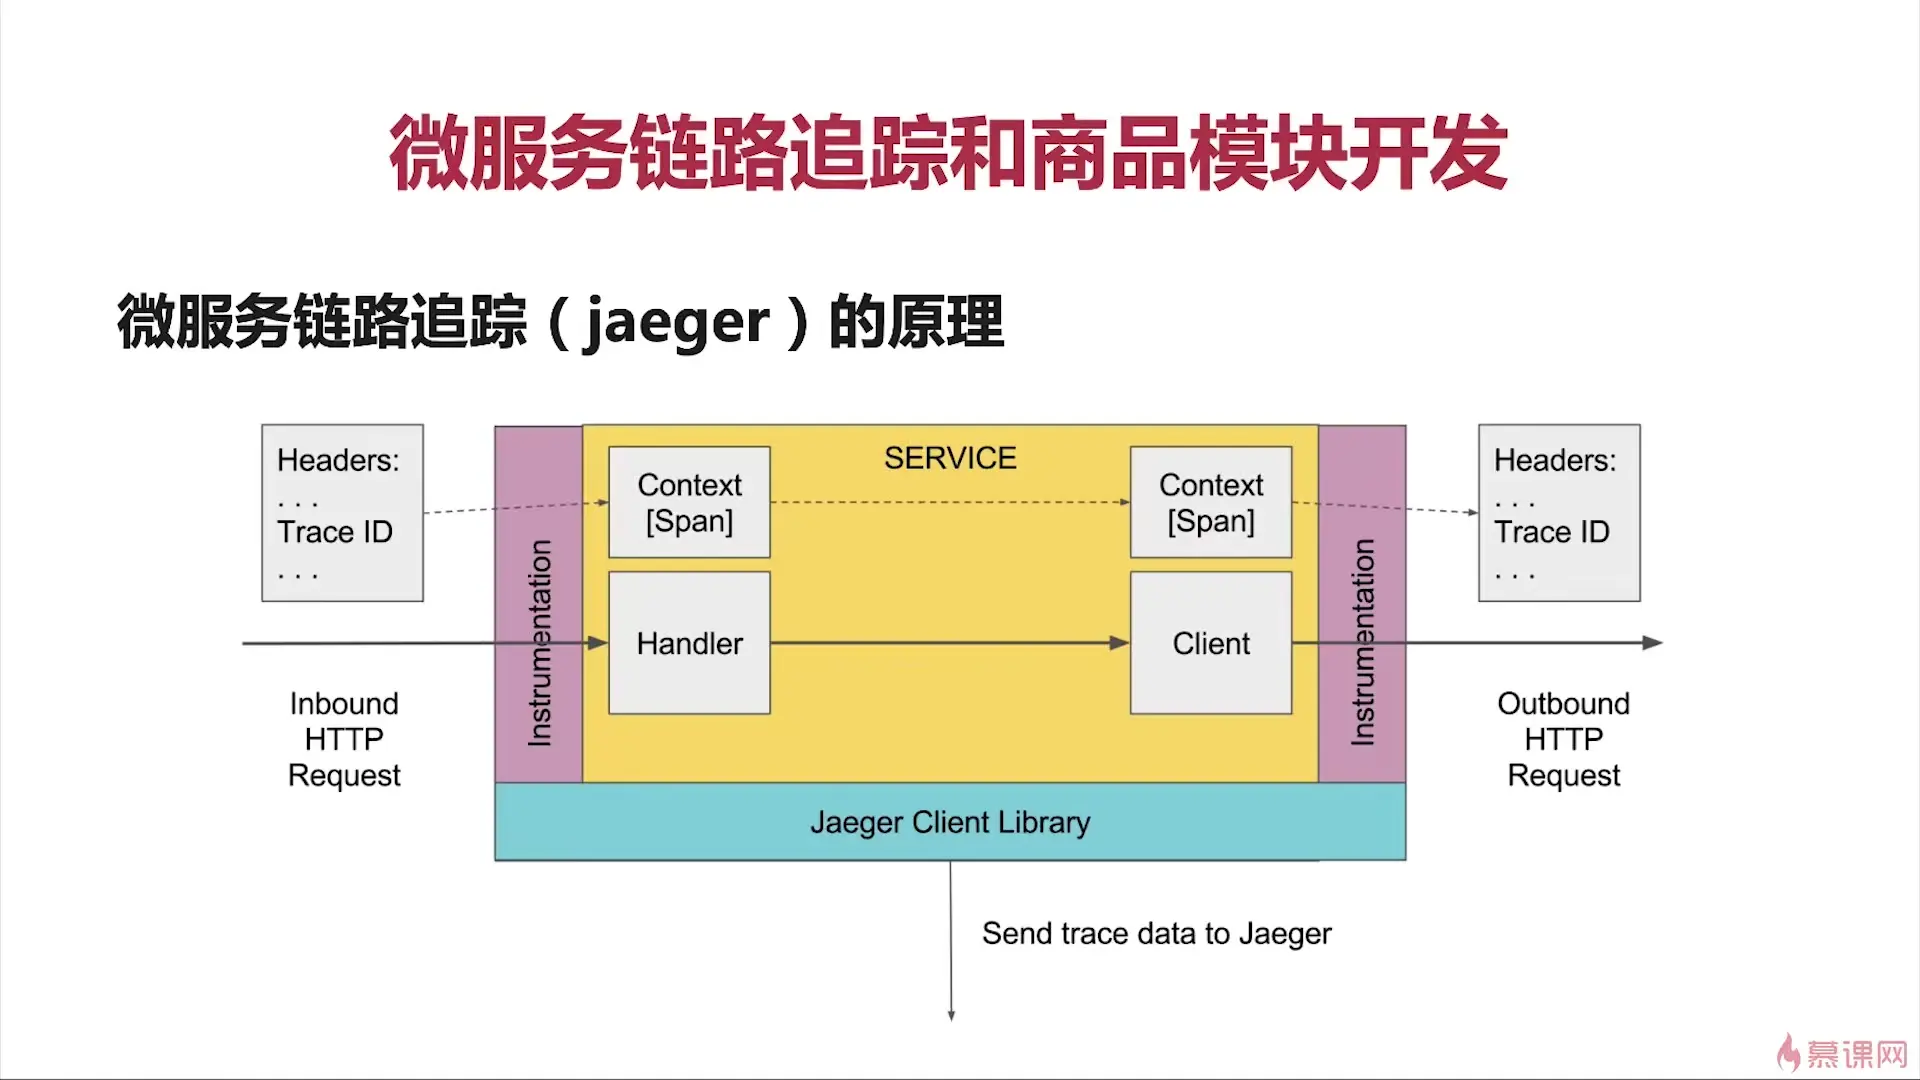 微服务链路追踪和商品模块开发
微服务链路追踪（jaeger）的原理
Headers:
. . .
Trace ID
. . .
Inbound
HTTP
Request
Instrumentation
Context
[Span]
Handler
SERVICE
Context
[Span]
Client
Instrumentation
Headers:
. . .
Trace ID
. . .
Outbound
HTTP
Request
Jaeger Client Library
Send trace data to Jaeger
慕课网